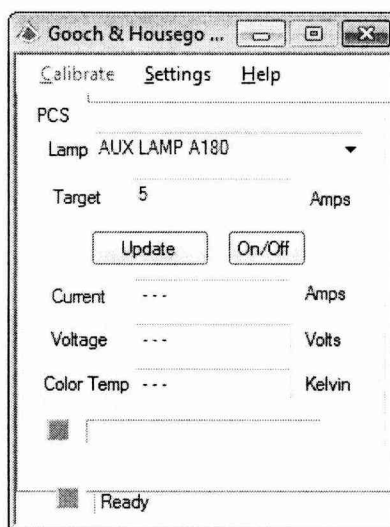 Gooch & Housego ...
Calibrate Settings Help
PCS
Lamp AUX LAMP A180
Target 5 Amps
Update On/Off
Current --- Amps
Voltage --- Volts
Color Temp --- Kelvin
Ready